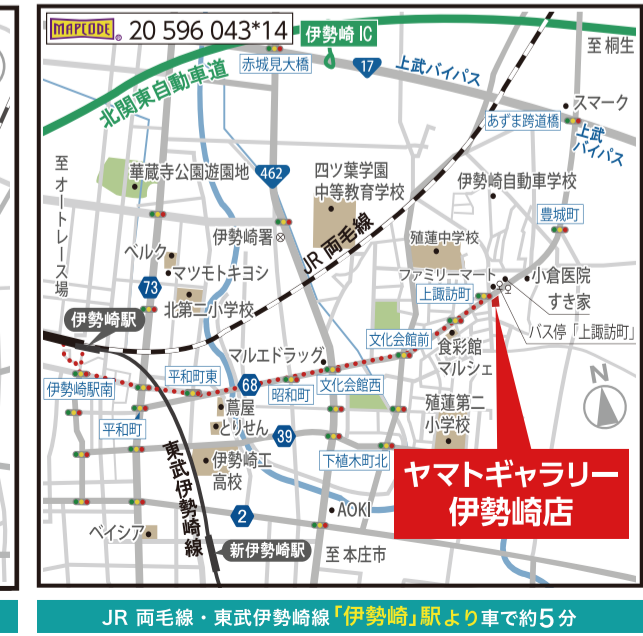 MAPCODE 20 596 043*14
伊勢崎 IC
至 桐生
赤城見大橋
4
17
上武バイパス
北関東自動車道
スマーク
あずま跨道橋
上武
バイパス
至 オートレース場
華蔵寺公園遊園地
462
四ツ葉学園
中等教育学校
伊勢崎自動車学校
豊城町
伊勢崎署
JR 両毛線
殖蓮中学校
ベルク
マツモトキヨシ
ファミリーマート
小倉医院
73
北第二小学校
上諏訪町
すき家
バス停「上諏訪町」
伊勢崎駅
文化会館前
食彩館
マルシェ
マルエドラッグ
伊勢崎駅南
平和町東
68
昭和町
文化会館西
N
蔦屋
とりせん
殖蓮第二
小学校
平和町
39
下植木町北
伊勢崎工
高校
東武伊勢崎線
ヤマトギャラリー
伊勢崎店
2
AOKI
ベイシア
新伊勢崎駅
至 本庄市
JR 両毛線・東武伊勢崎線「伊勢崎」駅より車で約5分